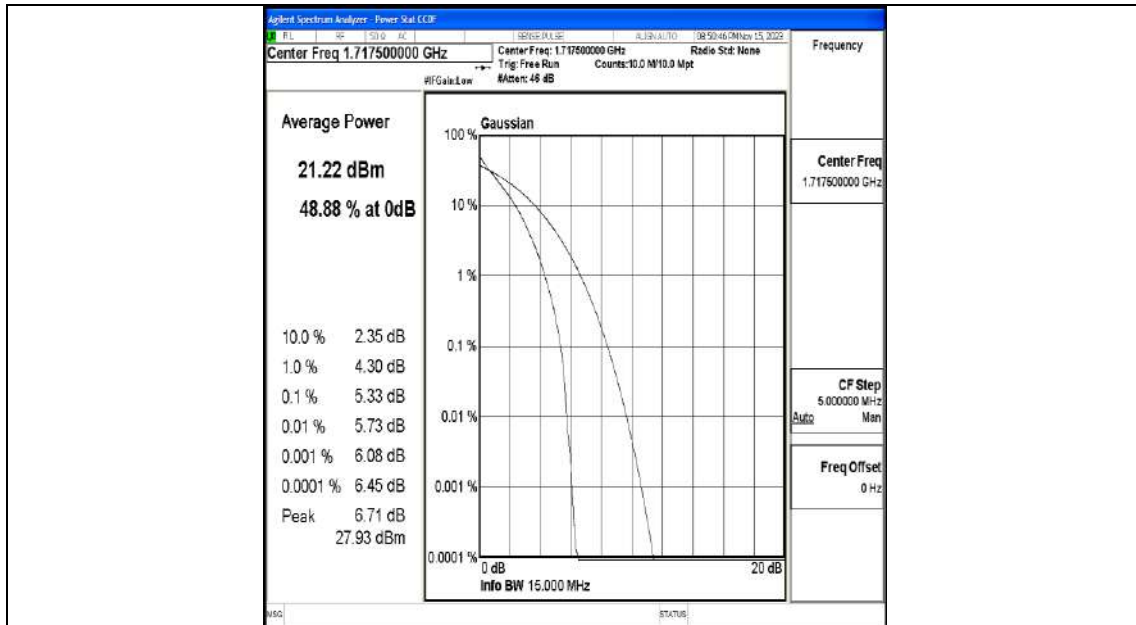 Agilent Spectrum Analyzer - Power Stat CCDF
RL RF 50 Ω AC SENSE:PULSE ALIGN AUTO 08:50:46 PM Nov 15, 2023
Center Freq 1.717500000 GHz
Center Freq: 1.717500000 GHz Radio Std: None
Trig: Free Run Counts:10.0 M/10.0 Mpt
#IFGain:Low #Atten: 46 dB
Frequency
Average Power
21.22 dBm
48.88 % at 0dB
10.0 % 2.35 dB
1.0 % 4.30 dB
0.1 % 5.33 dB
0.01 % 5.73 dB
0.001 % 6.08 dB
0.0001 % 6.45 dB
Peak 6.71 dB
27.93 dBm
Gaussian
100 %
10 %
1 %
0.1 %
0.01 %
0.001 %
0.0001 %
0 dB 20 dB
Info BW 15.000 MHz
Center Freq
1.717500000 GHz
CF Step
5.000000 MHz
Auto Man
Freq Offset
0 Hz
MSG STATUS